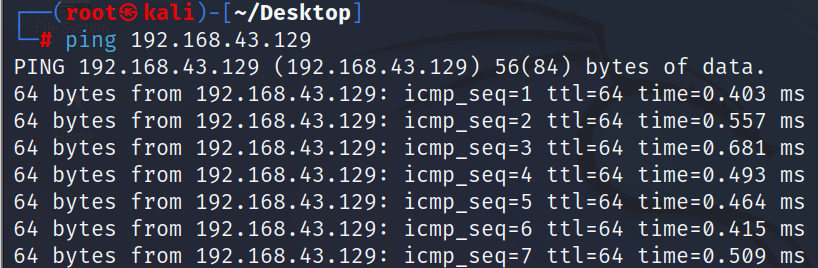 ┌──(root㉿kali)-[~/Desktop]
└─# ping 192.168.43.129
PING 192.168.43.129 (192.168.43.129) 56(84) bytes of data.
64 bytes from 192.168.43.129: icmp_seq=1 ttl=64 time=0.403 ms
64 bytes from 192.168.43.129: icmp_seq=2 ttl=64 time=0.557 ms
64 bytes from 192.168.43.129: icmp_seq=3 ttl=64 time=0.681 ms
64 bytes from 192.168.43.129: icmp_seq=4 ttl=64 time=0.493 ms
64 bytes from 192.168.43.129: icmp_seq=5 ttl=64 time=0.464 ms
64 bytes from 192.168.43.129: icmp_seq=6 ttl=64 time=0.415 ms
64 bytes from 192.168.43.129: icmp_seq=7 ttl=64 time=0.509 ms